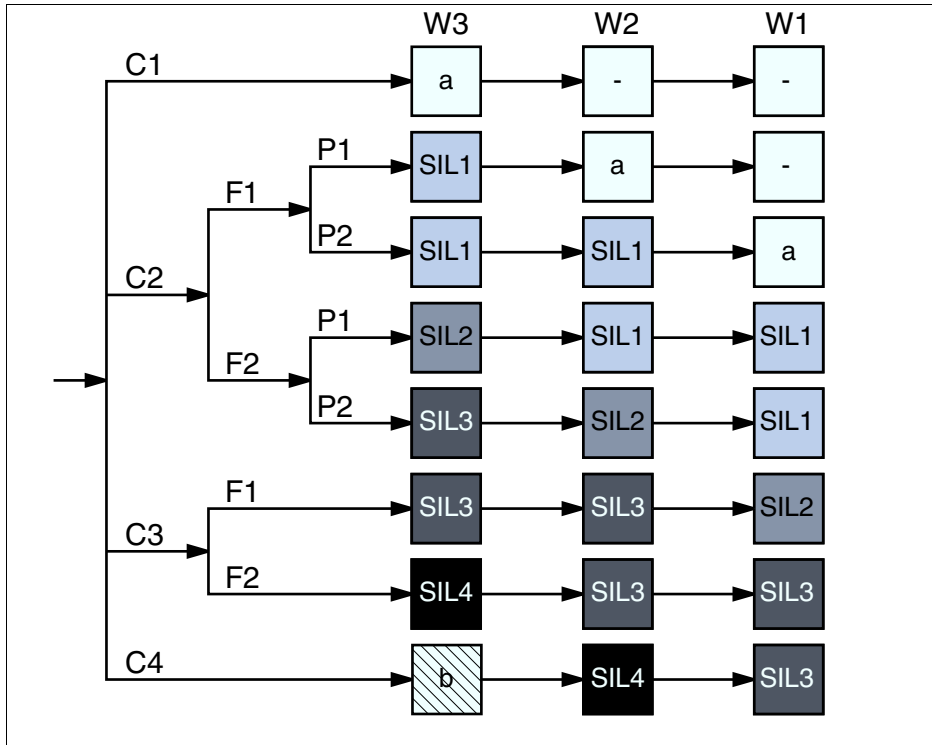 W3 W2 W1
C1 a - -
P1 SIL1 a -
F1
P2 SIL1 SIL1 a
C2
P1 SIL2 SIL1 SIL1
F2
P2 SIL3 SIL2 SIL1
F1 SIL3 SIL3 SIL2
C3
F2 SIL4 SIL3 SIL3
C4 b SIL4 SIL3